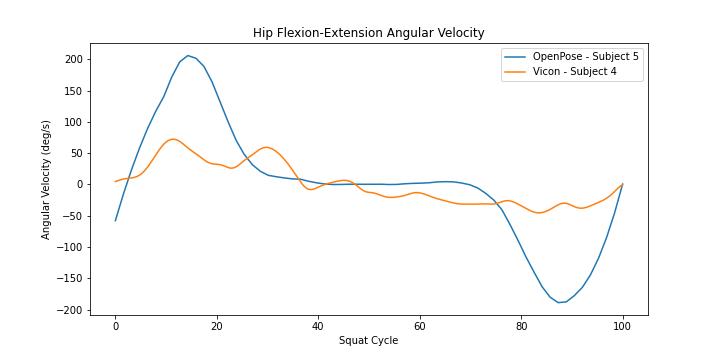 Hip Flexion-Extension Angular Velocity
OpenPose - Subject 5
Vicon - Subject 4
Angular Velocity (deg/s)
200
150
100
50
0
−50
−100
−150
−200
0 20 40 60 80 100
Squat Cycle